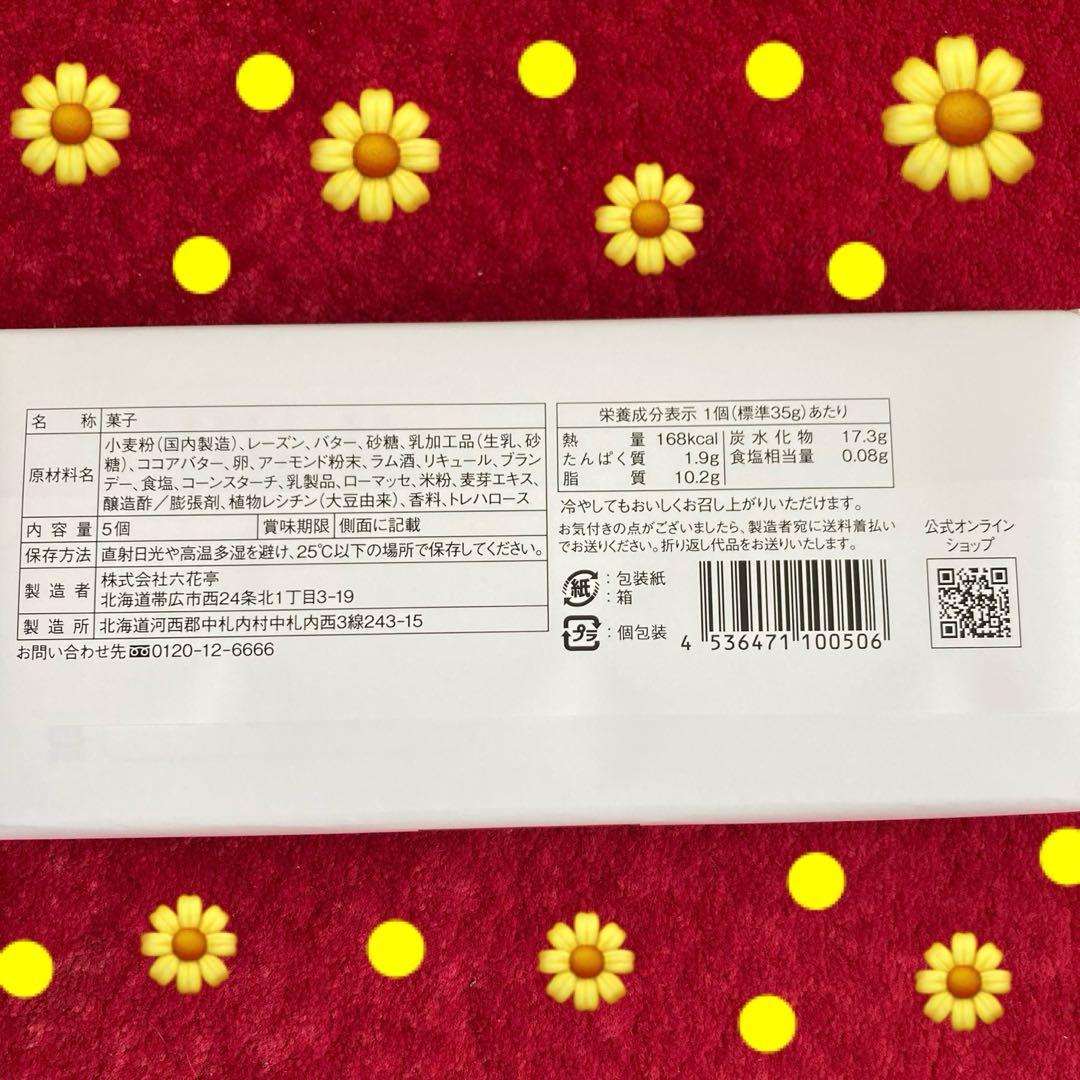 名　称 菓子
原材料名 小麦粉(国内製造)、レーズン、バター、砂糖、乳加工品(生乳、砂
糖)、ココアバター、卵、アーモンド粉末、ラム酒、リキュール、ブラン
デー、食塩、コーンスターチ、乳製品、ローマッセ、米粉、麦芽エキス、
醸造酢／膨張剤、植物レシチン(大豆由来)、香料、トレハロース
内容量 5個 賞味期限 側面に記載
保存方法 直射日光や高温多湿を避け、25℃以下の場所で保存してください。
製造者 株式会社六花亭
北海道帯広市西24条北1丁目3-19
製造所 北海道河西郡中札内村中札内西3線243-15
お問い合わせ先 0120-12-6666
栄養成分表示 1個(標準35g)あたり
熱量 168kcal 炭水化物 17.3g
たんぱく質 1.9g 食塩相当量 0.08g
脂質 10.2g
冷やしてもおいしくお召し上がりいただけます。
お気付きの点がございましたら、製造者宛に送料着払い
でお送りください。折り返し代品をお送りいたします。
紙 : 包装紙
: 箱
プラ : 個包装
4 536471 100506
公式オンライン
ショップ